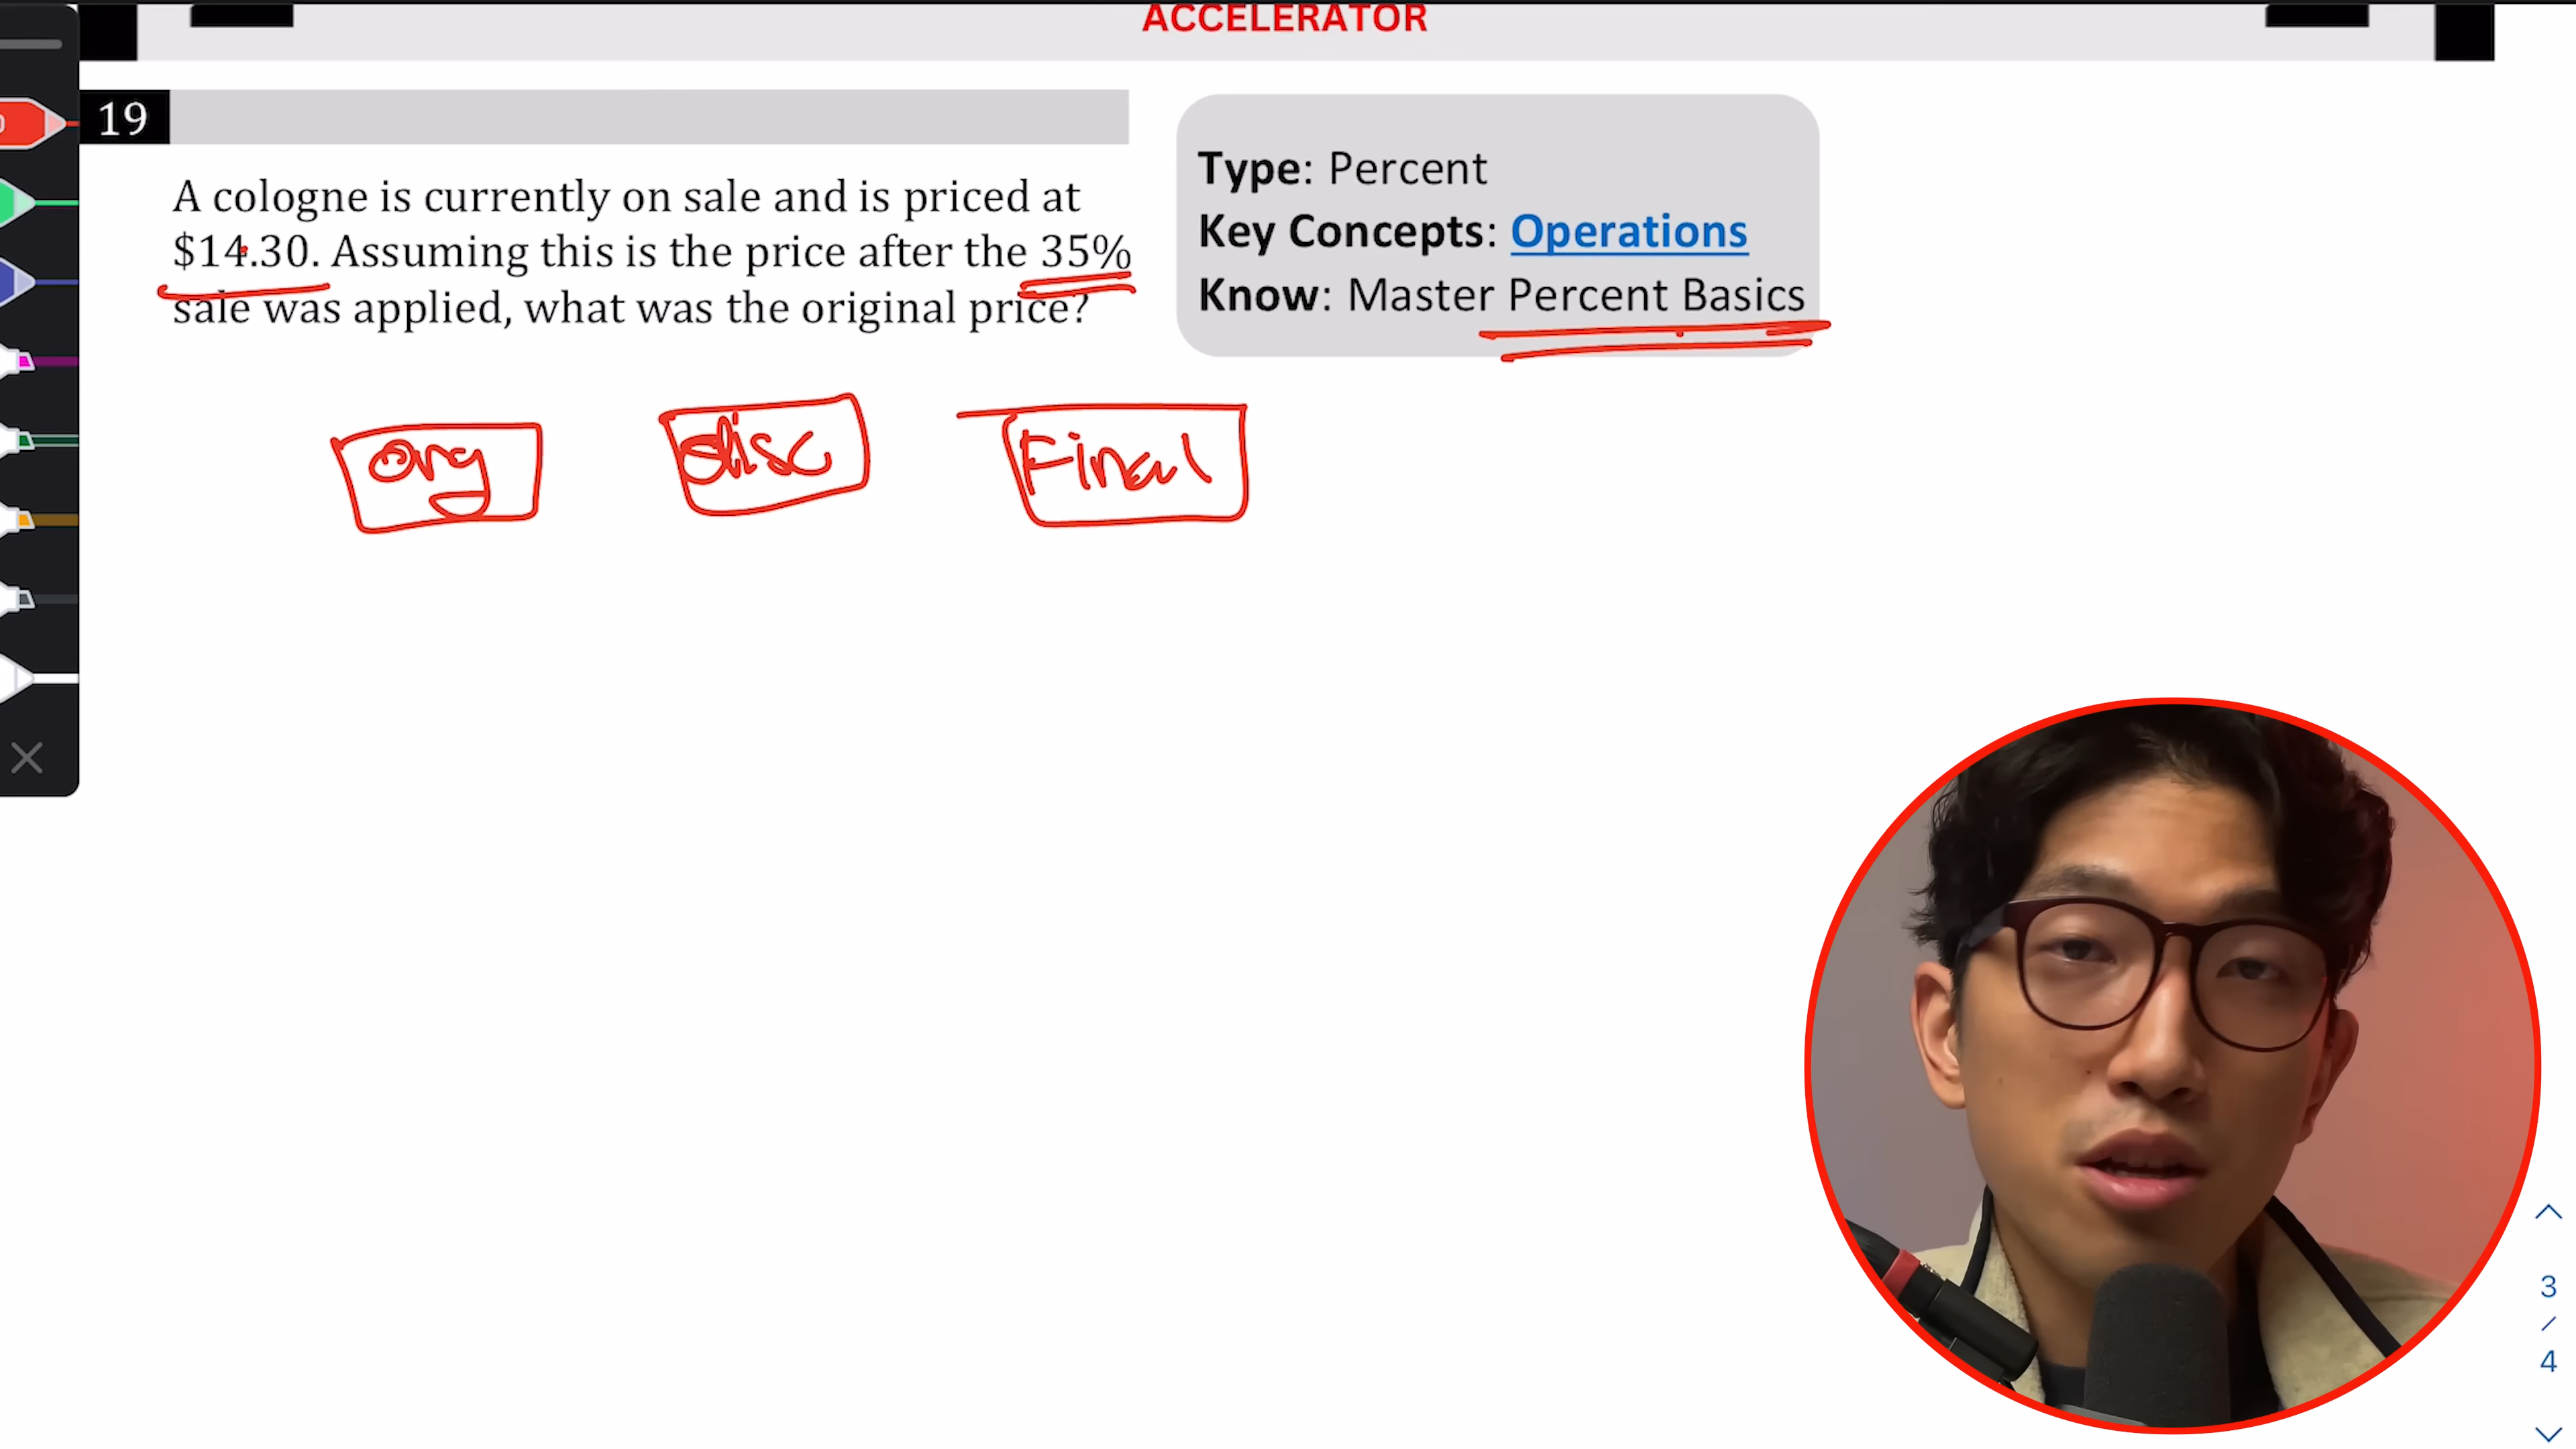 ACCELERATOR
19
A cologne is currently on sale and is priced at
$14.30. Assuming this is the price after the 35%
sale was applied, what was the original price?
Type: Percent
Key Concepts: Operations
Know: Master Percent Basics
Org disc Final
3
/
4